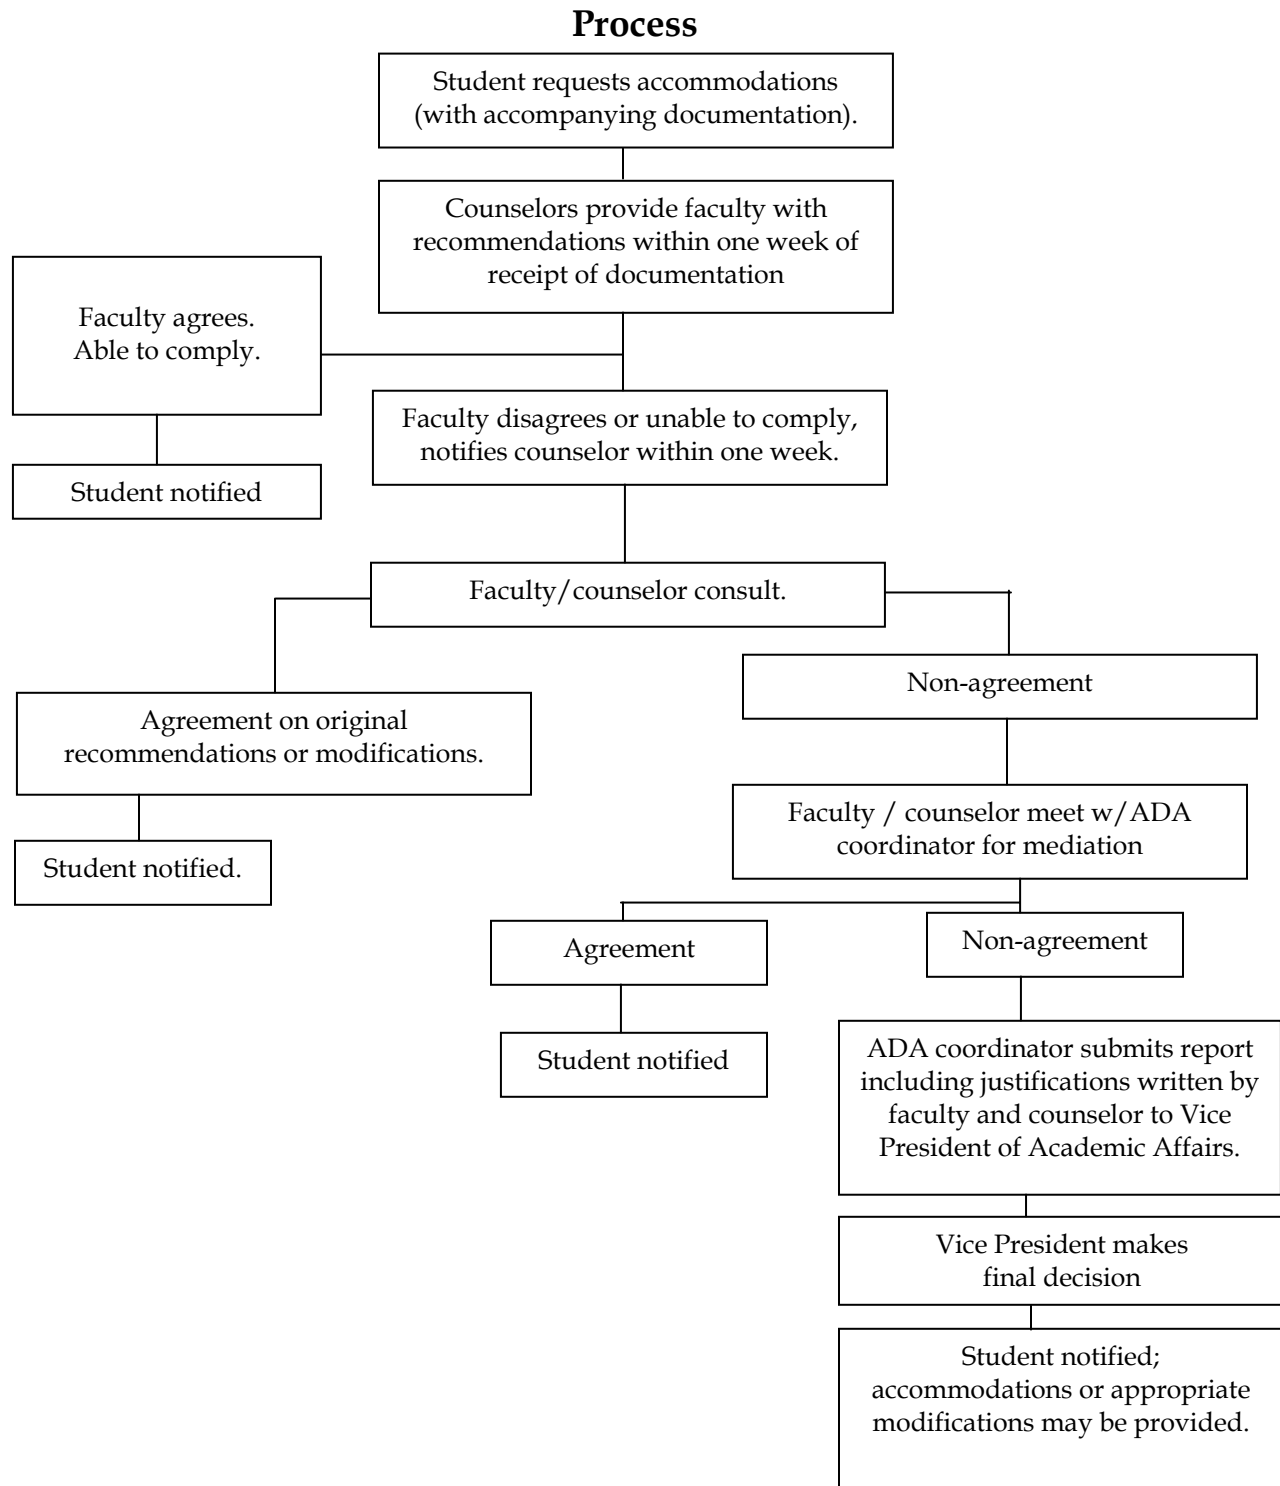 Process
Student requests accommodations
(with accompanying documentation).
Counselors provide faculty with
recommendations within one week of
receipt of documentation
Faculty agrees.
Able to comply.
Student notified
Faculty disagrees or unable to comply,
notifies counselor within one week.
Faculty/counselor consult.
Agreement on original
recommendations or modifications.
Student notified.
Non-agreement
Faculty / counselor meet w/ADA
coordinator for mediation
Agreement
Student notified
Non-agreement
ADA coordinator submits report
including justifications written by
faculty and counselor to Vice
President of Academic Affairs.
Vice President makes
final decision
Student notified;
accommodations or appropriate
modifications may be provided.